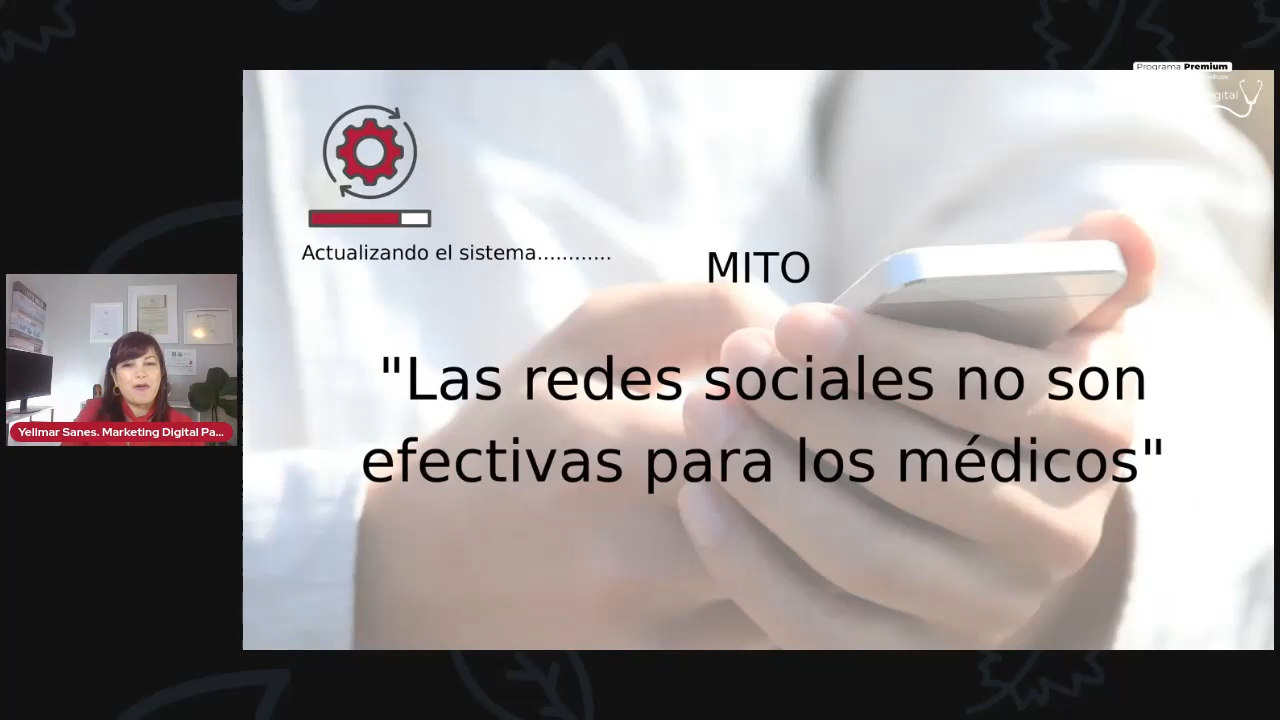 Programa Premium
Actualizando el sistema............
MITO
"Las redes sociales no son
efectivas para los médicos"
Yelimar Sanes. Marketing Digital Pa...